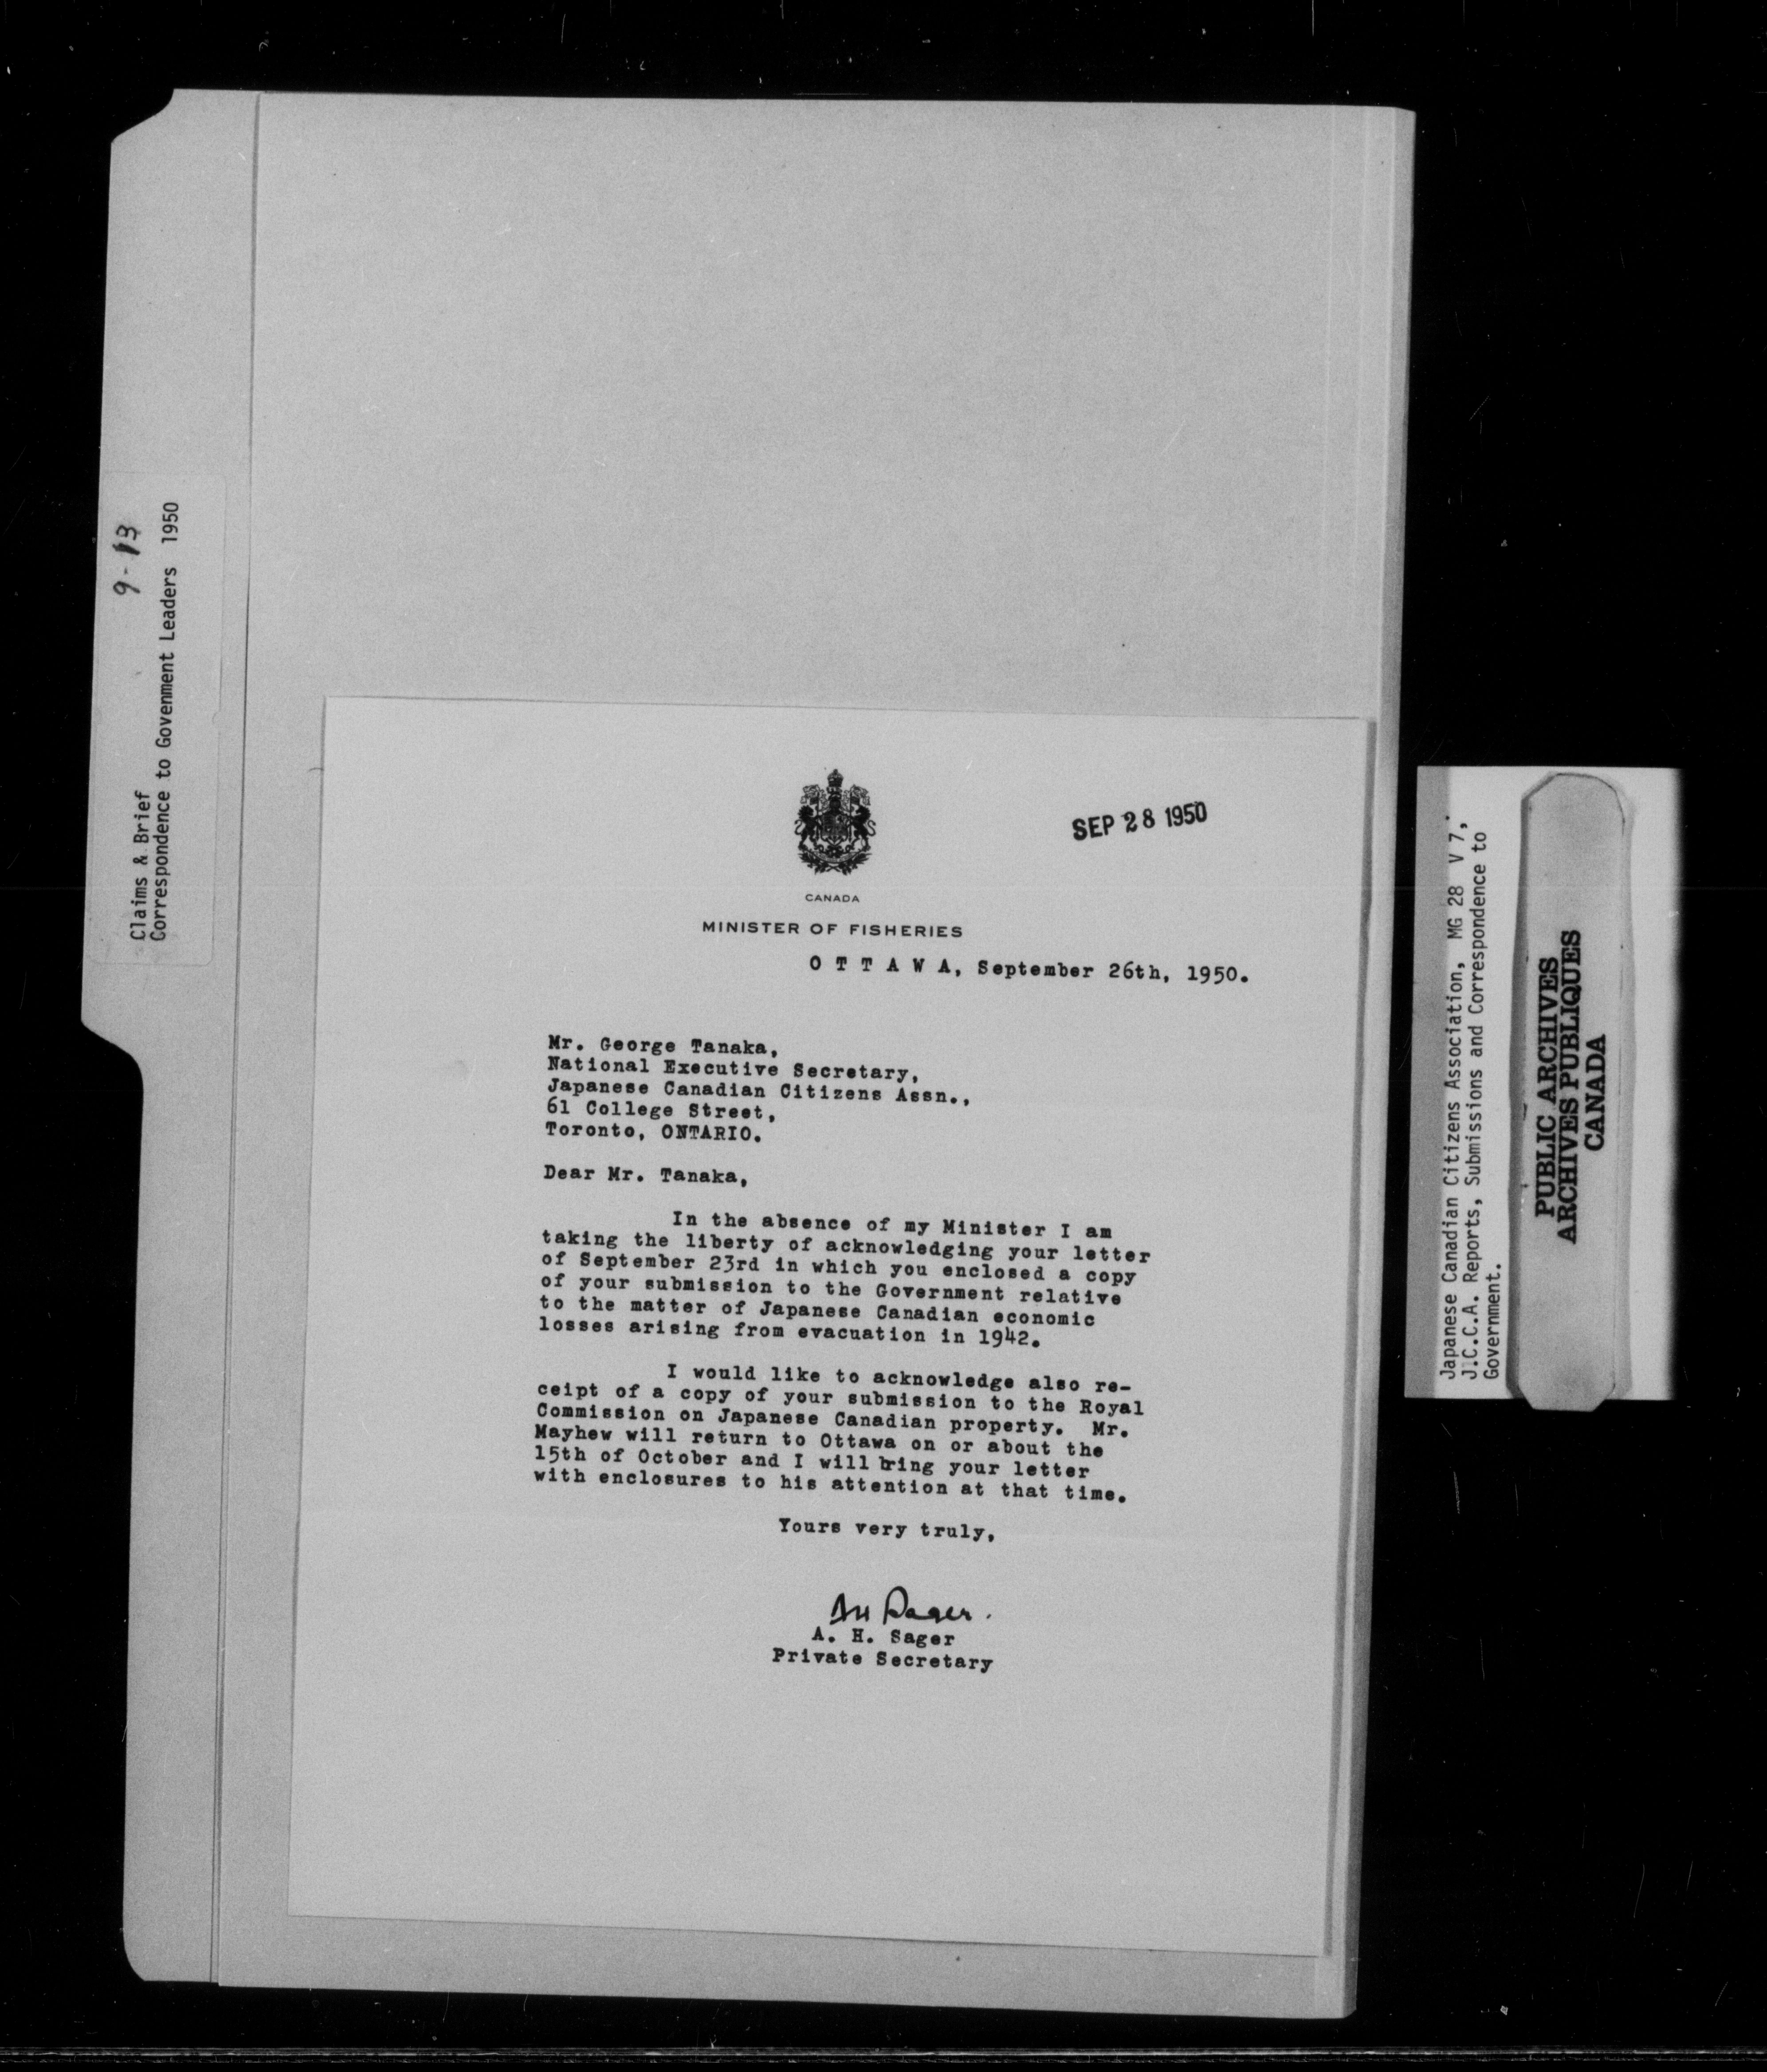 9-13
Claims & Brief
Correspondence to Govenment Leaders 1950
SEP 28 1950
CANADA
MINISTER OF FISHERIES
O T T A W A, September 26th, 1950.
Mr. George Tanaka,
National Executive Secretary,
Japanese Canadian Citizens Assn.,
61 College Street,
Toronto, ONTARIO.
Dear Mr. Tanaka,
In the absence of my Minister I am
taking the liberty of acknowledging your letter
of September 23rd in which you enclosed a copy
of your submission to the Government relative
to the matter of Japanese Canadian economic
losses arising from evacuation in 1942.
I would like to acknowledge also re-
ceipt of a copy of your submission to the Royal
Commission on Japanese Canadian property. Mr.
Mayhew will return to Ottawa on or about the
15th of October and I will bring your letter
with enclosures to his attention at that time.
Yours very truly,
AH Sager.
A. H. Sager
Private Secretary
Japanese Canadian Citizens Association, MG 28 V 7,
J.C.C.A. Reports, Submissions and Correspondence to
Government.
PUBLIC ARCHIVES
ARCHIVES PUBLIQUES
CANADA